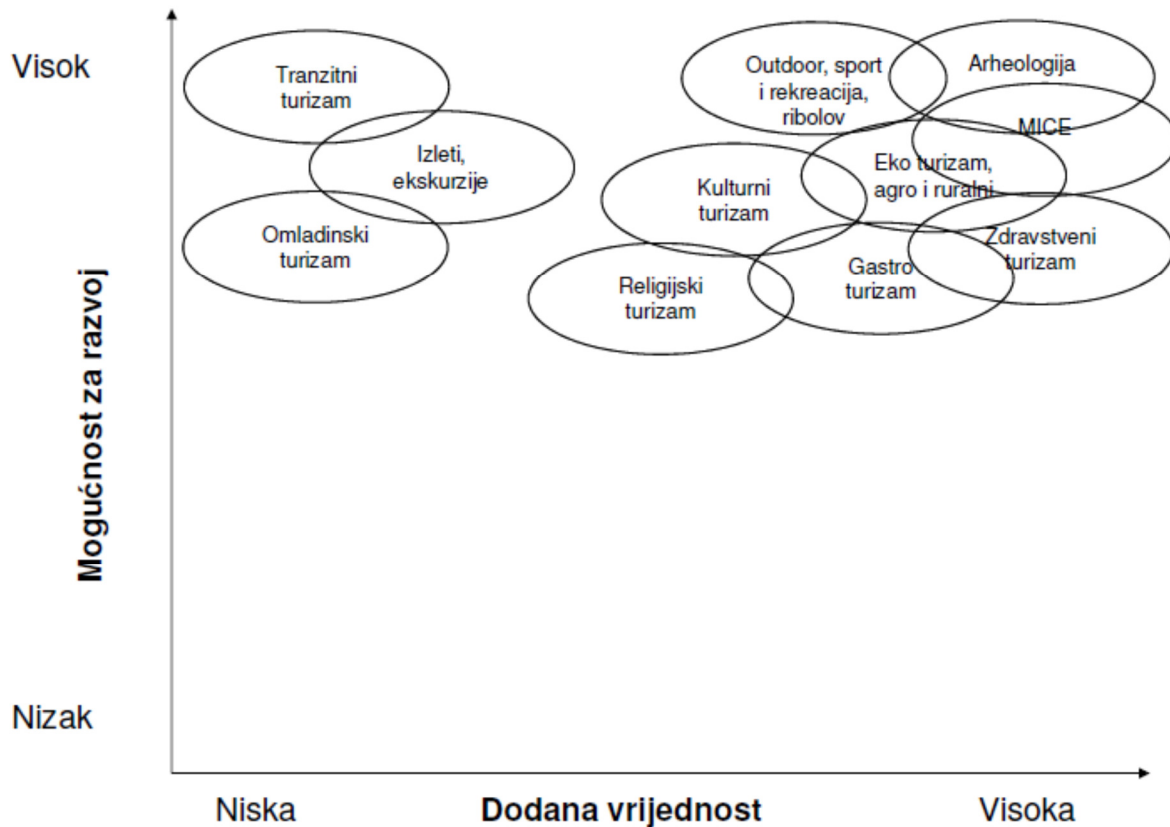 Visok
Tranzitni
turizam
Outdoor, sport
i rekreacija,
ribolov
Arheologija
MICE
Izleti,
ekskurzije
Eko turizam,
agro i ruralni
Kulturni
turizam
Omladinski
turizam
Zdravstveni
turizam
Gastro
turizam
Religijski
turizam
Mogućnost za razvoj
Nizak
Niska
Dodana vrijednost
Visoka